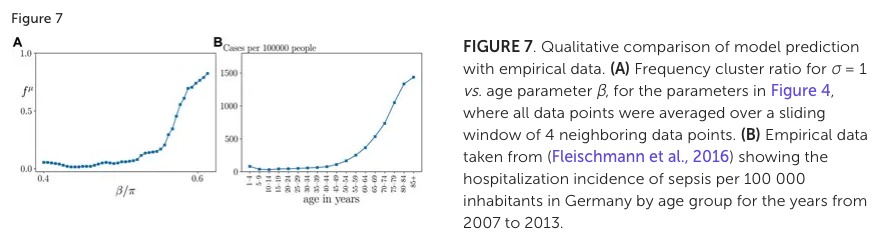 Figure 7
A
1.0
f^μ
0.5
0.0
0.4
0.6
β/π
B
Cases per 100000 people
1500
1000
500
0
1-4
5-9
10-14
15-19
20-24
25-29
30-34
35-39
40-44
45-49
50-54
55-59
60-64
65-69
70-74
75-79
80-84
85+
age in years
FIGURE 7. Qualitative comparison of model prediction
with empirical data. (A) Frequency cluster ratio for σ = 1
vs. age parameter β, for the parameters in Figure 4,
where all data points were averaged over a sliding
window of 4 neighboring data points. (B) Empirical data
taken from (Fleischmann et al., 2016) showing the
hospitalization incidence of sepsis per 100 000
inhabitants in Germany by age group for the years from
2007 to 2013.